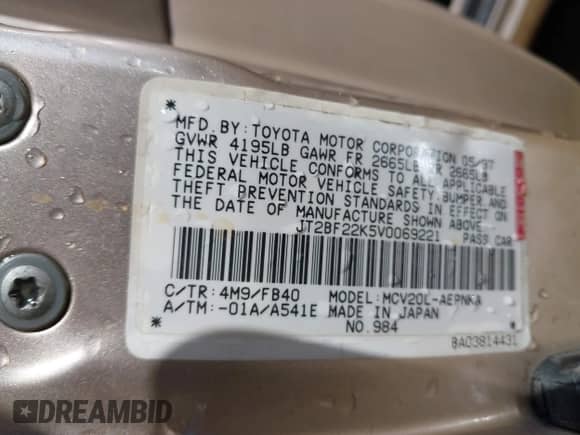 MFD. BY: TOYOTA MOTOR CORPORATION 05/97
GVWR 4195LB GAWR FR 2665LB RR 2665LB
THIS VEHICLE CONFORMS TO ALL APPLICABLE
FEDERAL MOTOR VEHICLE SAFETY, BUMPER AND
THEFT PREVENTION STANDARDS IN EFFECT ON
THE DATE OF MANUFACTURE SHOWN ABOVE.
JT2BF22K5V0069221 PASS CAR
C/TR: 4M9/FB40 MODEL: MCV20L-AEPNKA
A/TM: -01A/A541E MADE IN JAPAN
NO. 984
BA03814431
DREAMBID